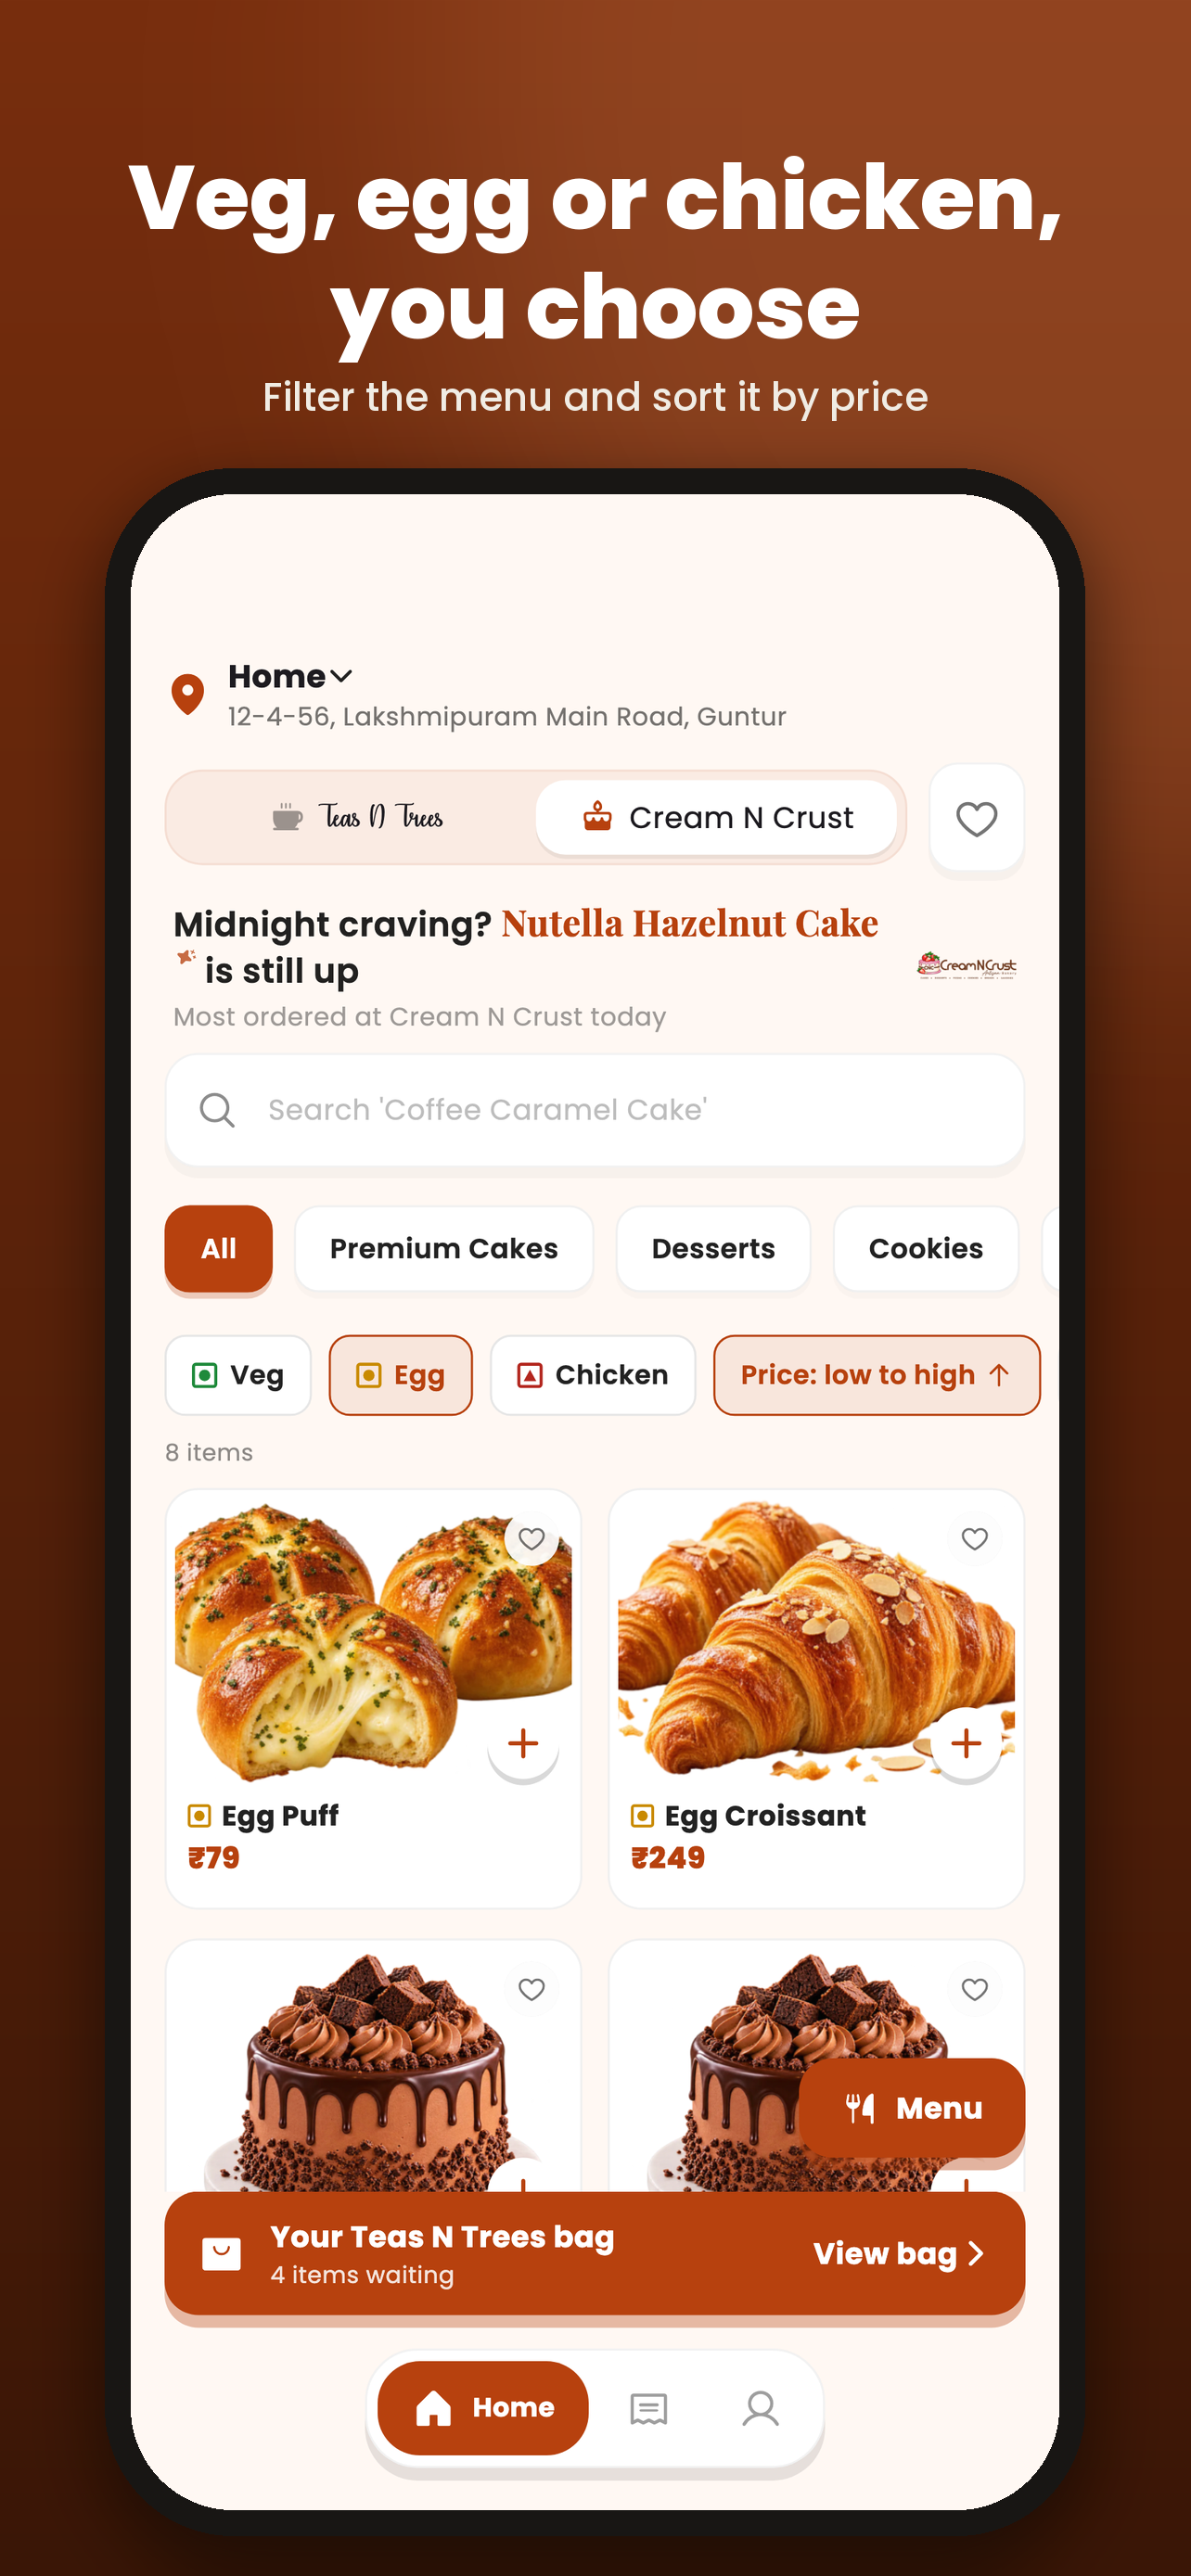 Veg, egg or chicken,
you choose
Filter the menu and sort it by price
Home
12-4-56, Lakshmipuram Main Road, Guntur
Teas N Trees
Cream N Crust
Midnight craving? Nutella Hazelnut Cake
is still up
CreamNCrust
Most ordered at Cream N Crust today
Search 'Coffee Caramel Cake'
All
Premium Cakes
Desserts
Cookies
Veg
Egg
Chicken
Price: low to high
8 items
Egg Puff
₹79
Egg Croissant
₹249
Menu
Your Teas N Trees bag
4 items waiting
View bag
Home